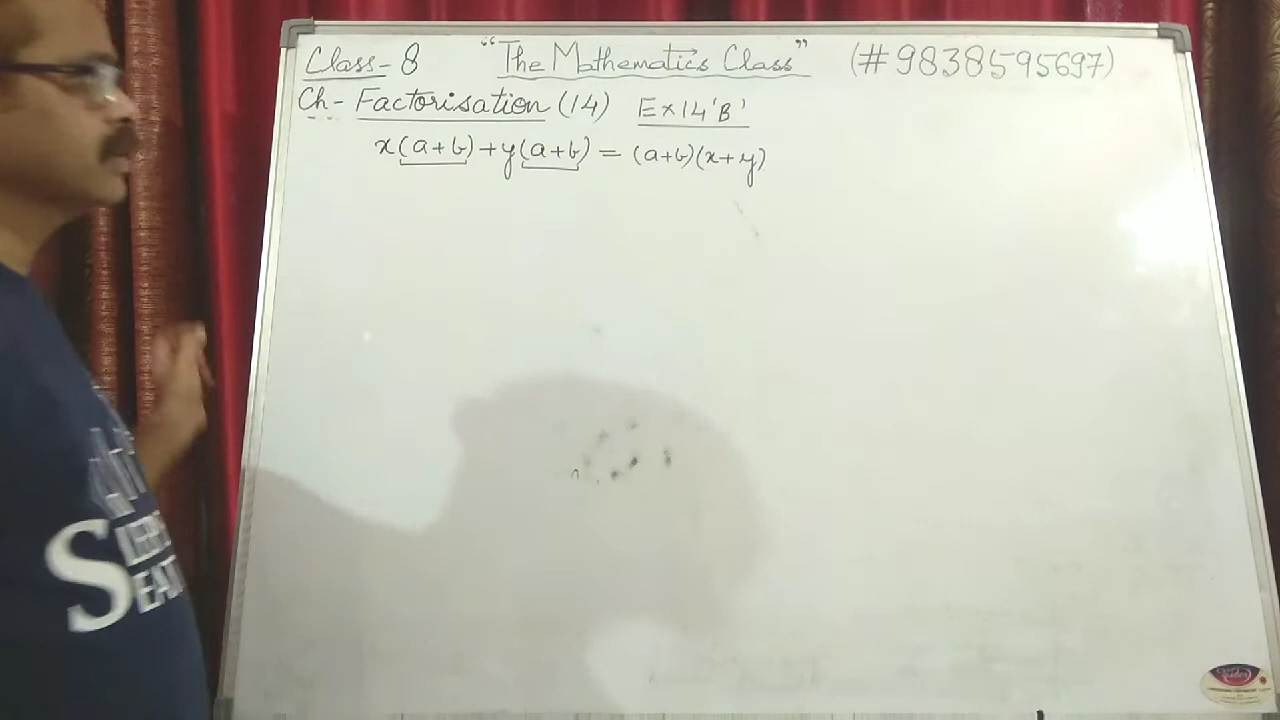 Class-8 "The Mathematics Class" (#9838595697)
Ch- Factorisation (14) Ex 14 'B'
x(a+b)+y(a+b) = (a+b)(x+y)
S